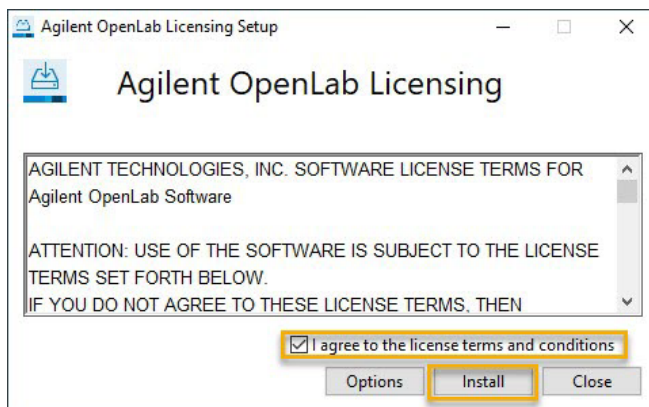 Agilent OpenLab Licensing Setup
Agilent OpenLab Licensing
AGILENT TECHNOLOGIES, INC. SOFTWARE LICENSE TERMS FOR
Agilent OpenLab Software
ATTENTION: USE OF THE SOFTWARE IS SUBJECT TO THE LICENSE
TERMS SET FORTH BELOW.
IF YOU DO NOT AGREE TO THESE LICENSE TERMS, THEN
I agree to the license terms and conditions
Options Install Close